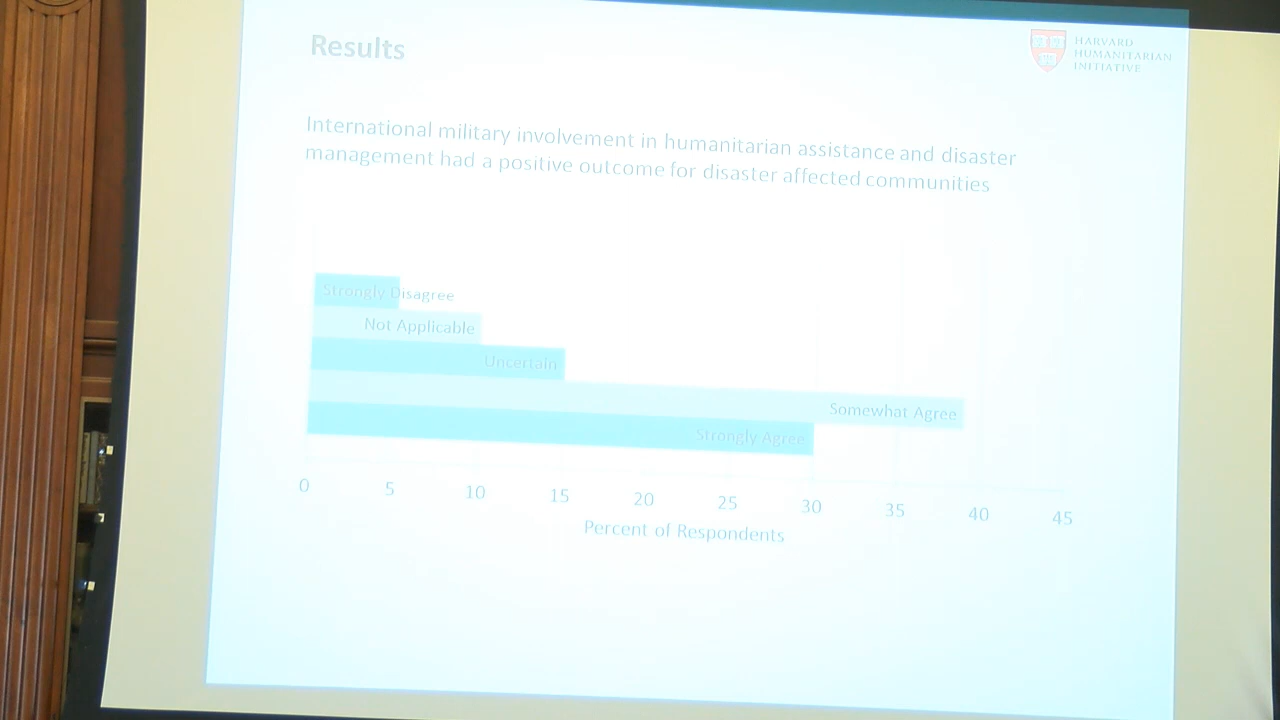 Results
HARVARD
HUMANITARIAN
INITIATIVE
International military involvement in humanitarian assistance and disaster
management had a positive outcome for disaster affected communities
Strongly Disagree
Not Applicable
Uncertain
Somewhat Agree
Strongly Agree
0 5 10 15 20 25 30 35 40 45
Percent of Respondents